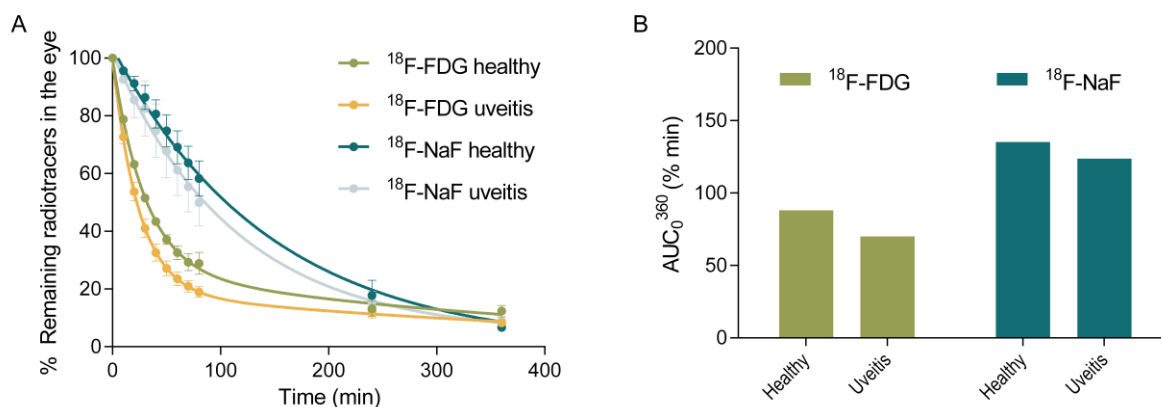 A
% Remaining radiotracers in the eye
100
80
60
40
20
0
0
100
200
300
400
Time (min)
¹⁸F-FDG healthy
¹⁸F-FDG uveitis
¹⁸F-NaF healthy
¹⁸F-NaF uveitis
B
AUC₀³⁶⁰ (% min)
200
150
100
50
0
¹⁸F-FDG
¹⁸F-NaF
Healthy
Uveitis
Healthy
Uveitis